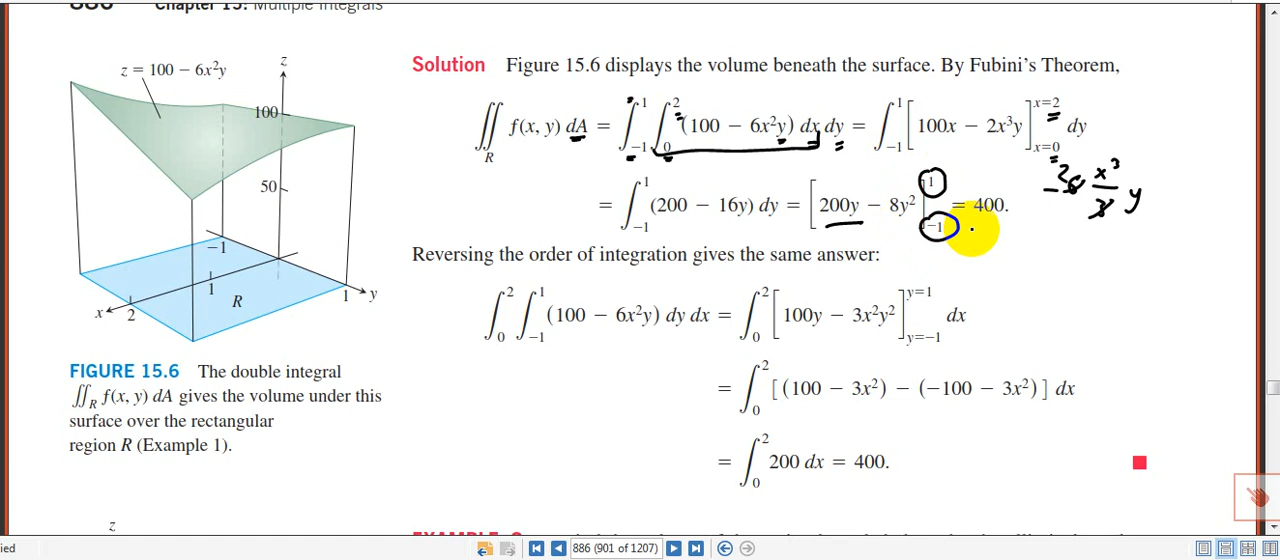 886 Chapter 15: Multiple Integrals
z = 100 − 6x²y
z
100
50
−1
1
R
1
y
x
2
FIGURE 15.6 The double integral
∬_R f(x, y) dA gives the volume under this
surface over the rectangular
region R (Example 1).
Solution Figure 15.6 displays the volume beneath the surface. By Fubini's Theorem,
∬_R f(x, y) dA = ∫_{−1}^{1} ∫_0^2 (100 − 6x²y) dx dy = ∫_{−1}^{1} [100x − 2x³y]_{x=0}^{x=2} dy
= ∫_{−1}^{1} (200 − 16y) dy = [200y − 8y²]_{−1}^{1} = 400.
x³
3
y
Reversing the order of integration gives the same answer:
∫_0^2 ∫_{−1}^{1} (100 − 6x²y) dy dx = ∫_0^2 [100y − 3x²y²]_{y=−1}^{y=1} dx
= ∫_0^2 [(100 − 3x²) − (−100 − 3x²)] dx
= ∫_0^2 200 dx = 400.
z
ied
886 (901 of 1207)